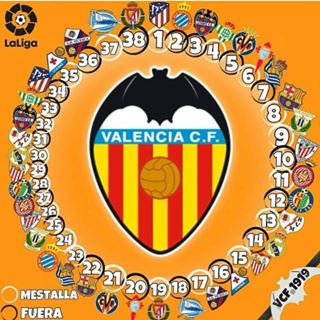 LaLiga
1 2 3 4 5 6 7 8 9 10 11 12 13 14 15 16 17 18 19 20 21 22 23 24 25 26 27 28 29 30 31 32 33 34 35 36 37 38
VALENCIA C.F.
MESTALLA
FUERA
VCF 1919